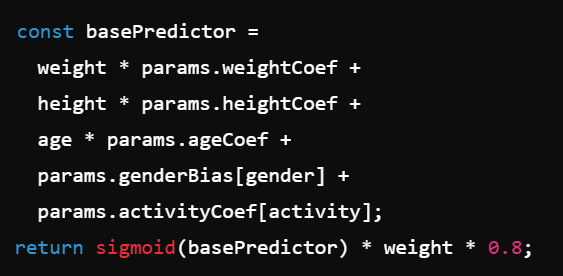 const basePredictor =
weight * params.weightCoef +
height * params.heightCoef +
age * params.ageCoef +
params.genderBias[gender] +
params.activityCoef[activity];
return sigmoid(basePredictor) * weight * 0.8;